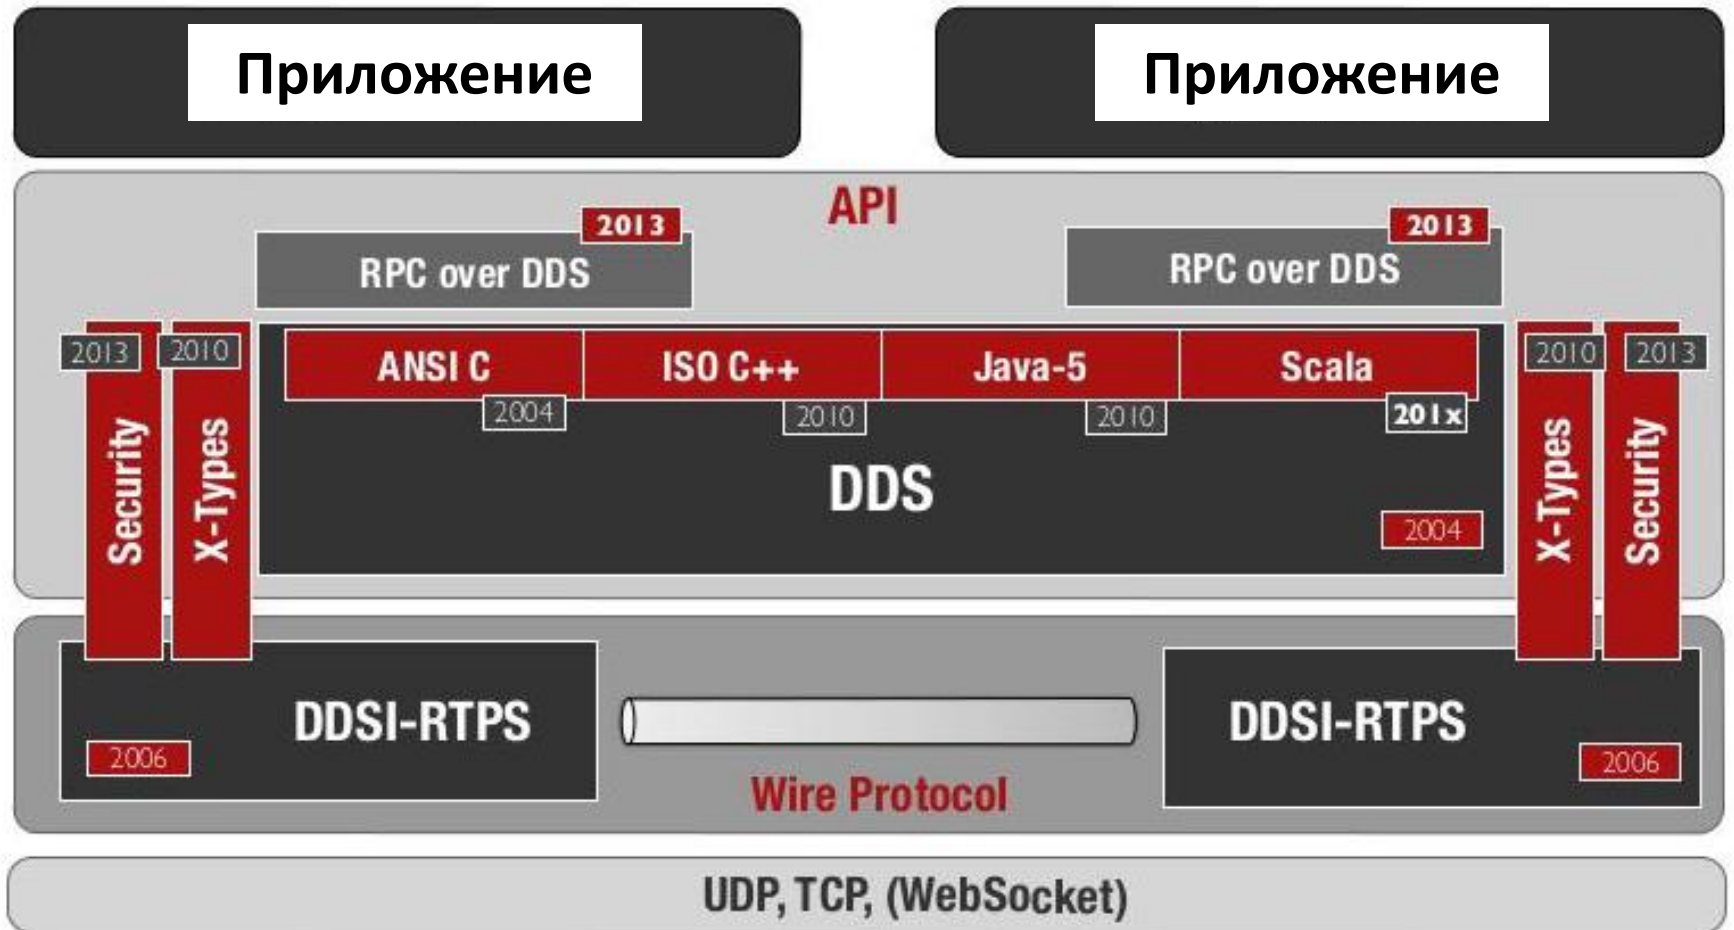 Приложение
Приложение
API
2013
2013
RPC over DDS
RPC over DDS
2013
2010
2010
2013
ANSI C
ISO C++
Java-5
Scala
2004
2010
2010
201x
Security
X-Types
DDS
X-Types
Security
2004
DDSI-RTPS
DDSI-RTPS
2006
2006
Wire Protocol
UDP, TCP, (WebSocket)